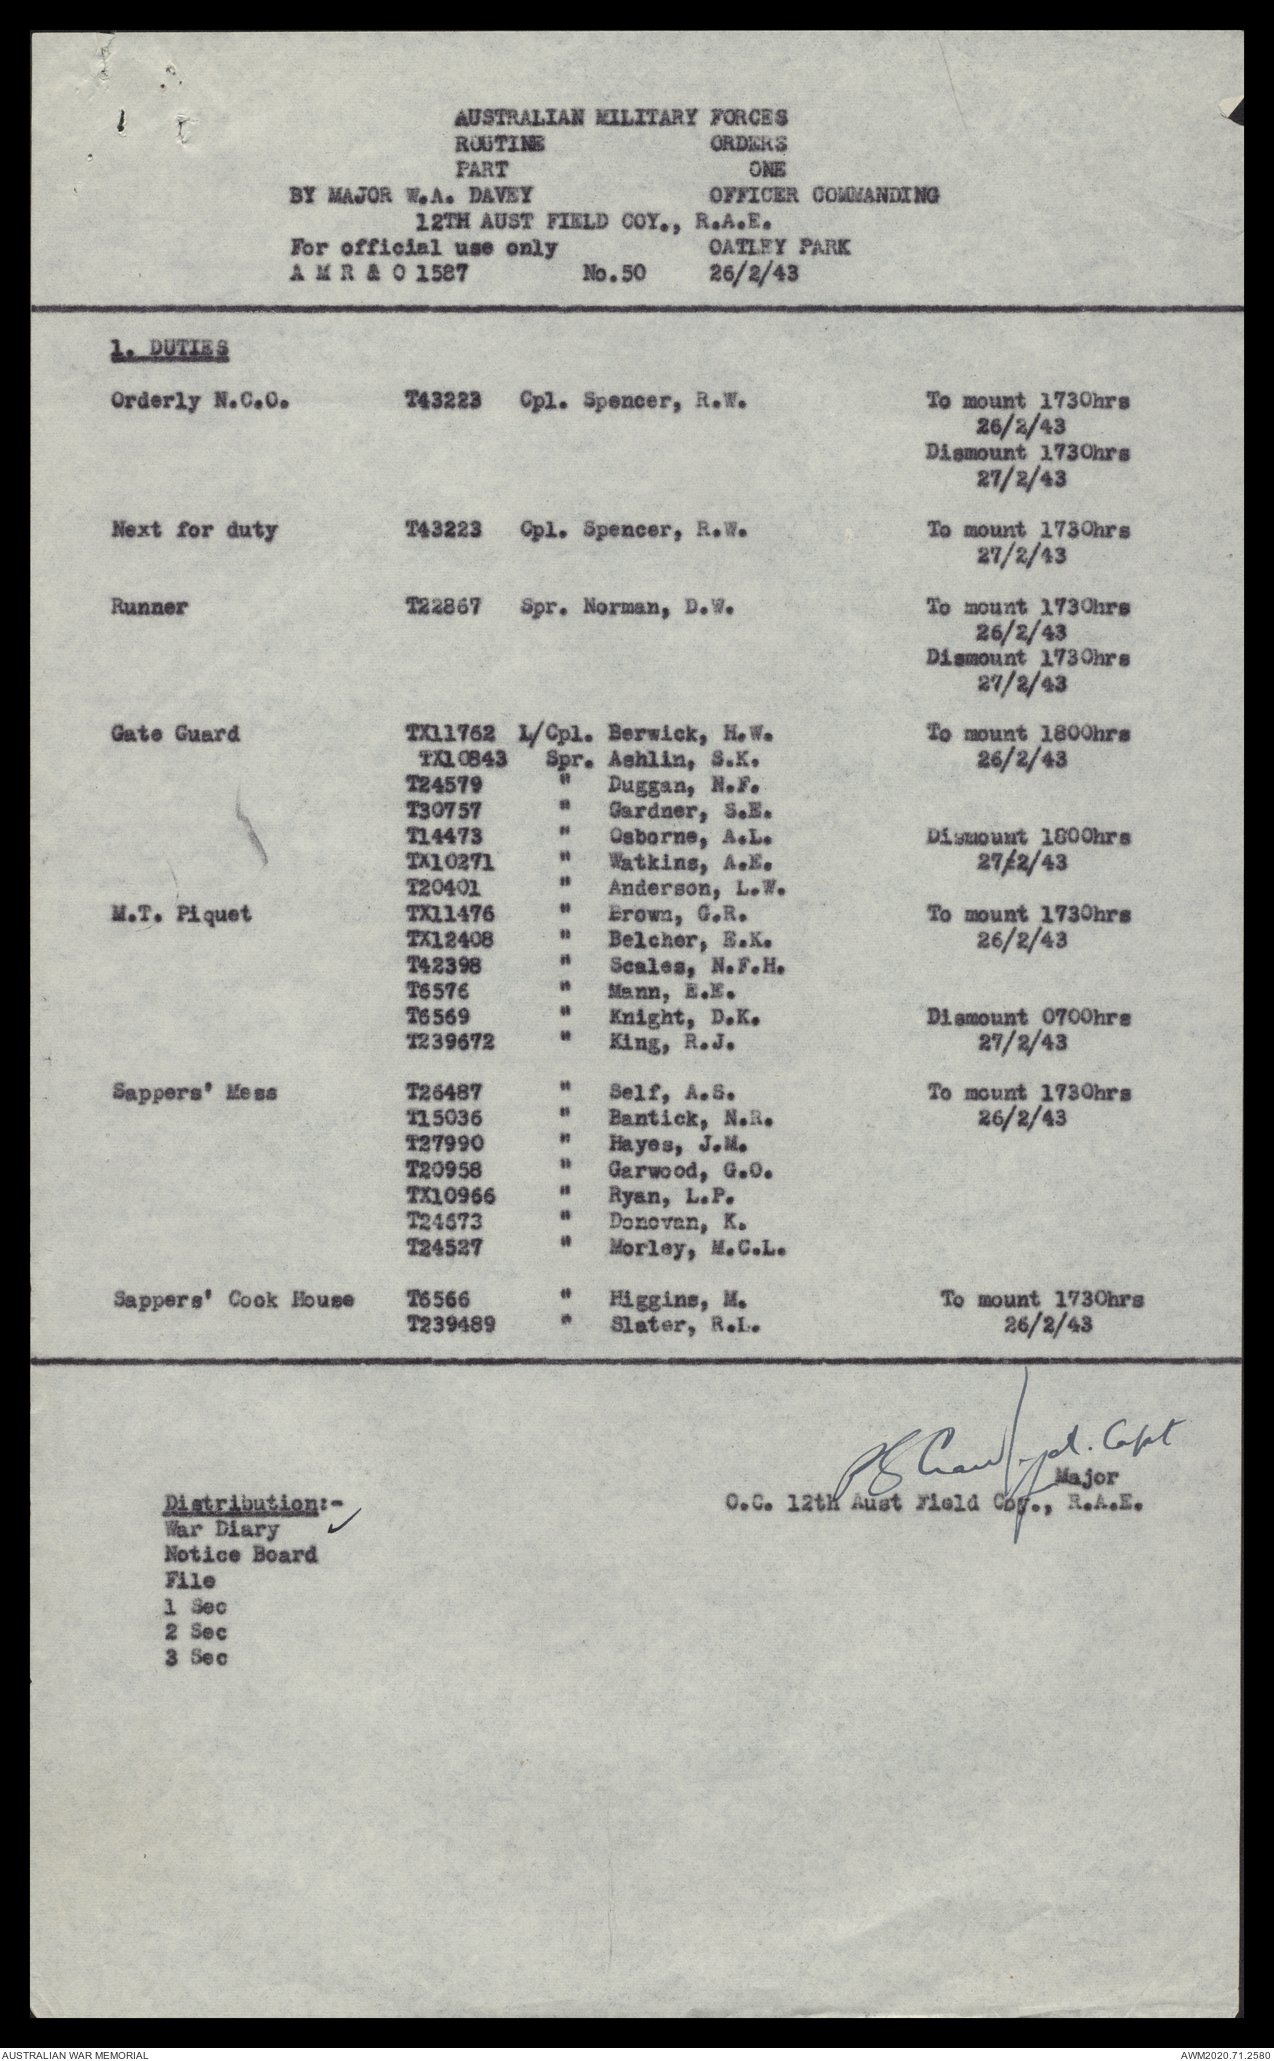 AUSTRALIAN MILITARY FORCES
ROUTINE ORDERS
PART ONE
BY MAJOR W.A. DAVEY OFFICER COMMANDING
12TH AUST FIELD COY., R.A.E.
For official use only OATLEY PARK
A M R & O 1587 No.50 26/2/43
1. DUTIES
Orderly N.C.O. T43223 Cpl. Spencer, R.W. To mount 1730hrs
26/2/43
Dismount 1730hrs
27/2/43
Next for duty T43223 Cpl. Spencer, R.W. To mount 1730hrs
27/2/43
Runner T22867 Spr. Norman, D.W. To mount 1730hrs
26/2/43
Dismount 1730hrs
27/2/43
Gate Guard TX11762 L/Cpl. Berwick, H.W. To mount 1800hrs
TX10843 Spr. Ashlin, S.K. 26/2/43
T24579 " Duggan, N.F.
T30757 " Gardner, S.E.
T14473 " Osborne, A.L. Dismount 1800hrs
TX10271 " Watkins, A.E. 27/2/43
T20401 " Anderson, L.W.
M.T. Piquet TX11476 " Brown, G.R. To mount 1730hrs
TX12408 " Belcher, E.K. 26/2/43
T42398 " Scales, N.F.H.
T6576 " Mann, E.E.
T6569 " Knight, D.K. Dismount 0700hrs
T239672 " King, R.J. 27/2/43
Sappers' Mess T26487 " Self, A.S. To mount 1730hrs
T15036 " Bantick, N.R. 26/2/43
T27990 " Hayes, J.M.
T20958 " Garwood, G.O.
TX10966 " Ryan, L.P.
T24673 " Donovan, K.
T24527 " Morley, M.C.L.
Sappers' Cook House T6566 " Higgins, M. To mount 1730hrs
T239489 " Slater, R.L. 26/2/43
Capt
Major
O.C. 12th Aust Field Coy., R.A.E.
Distribution:-
War Diary ✓
Notice Board
File
1 Sec
2 Sec
3 Sec
AUSTRALIAN WAR MEMORIAL AWM2020.71.2580